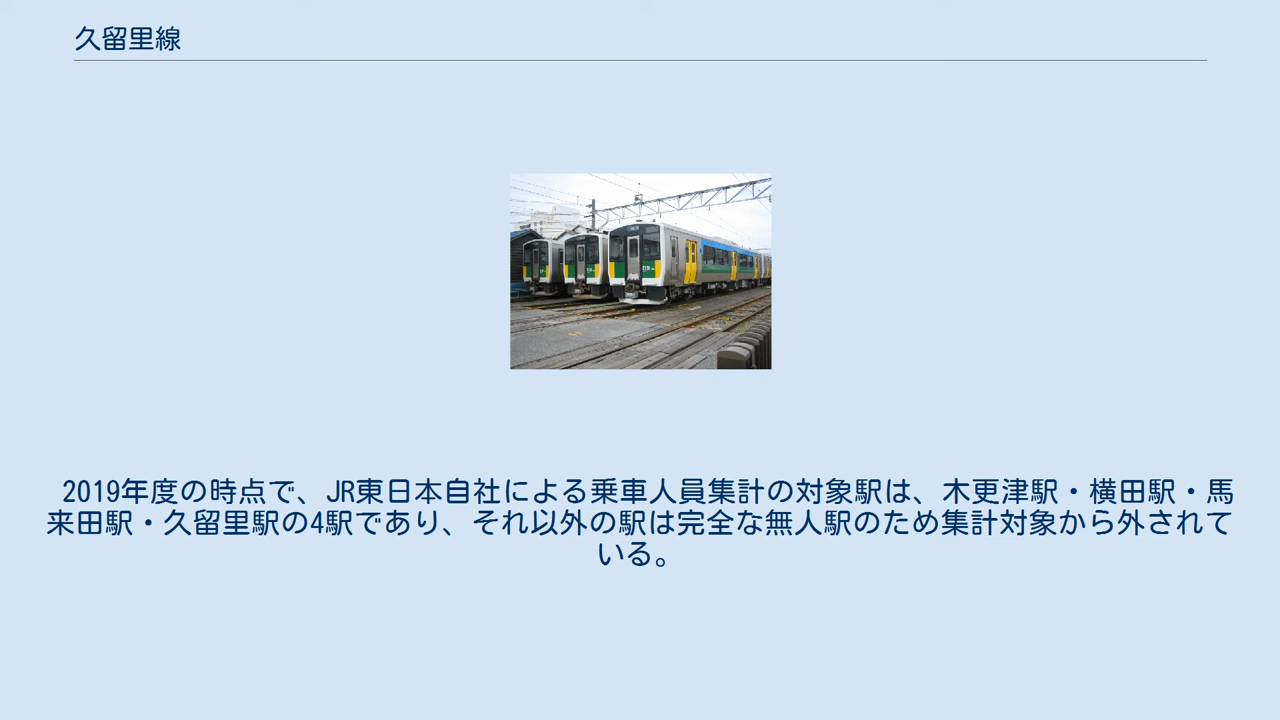 久留里線
2019年度の時点で、JR東日本自社による乗車人員集計の対象駅は、木更津駅・横田駅・馬
来田駅・久留里駅の4駅であり、それ以外の駅は完全な無人駅のため集計対象から外されて
いる。